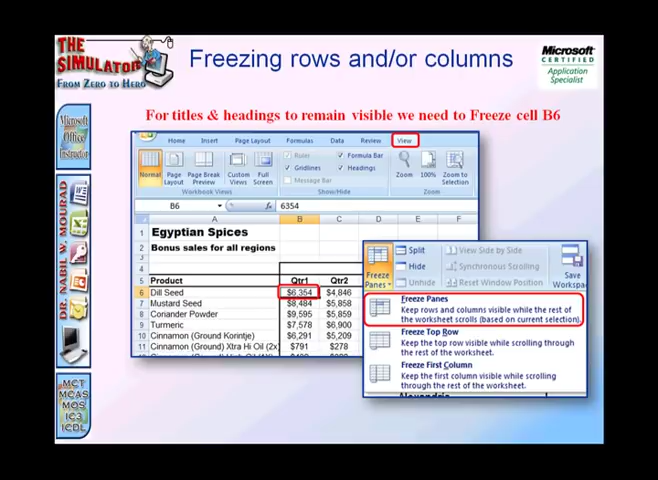 THE
SIMULATOR
FROM ZERO TO HERO
Freezing rows and/or columns
Microsoft
CERTIFIED
Application
Specialist
For titles & headings to remain visible we need to Freeze cell B6
Microsoft
Office
Instructor
DR. NABIL W. MOURAD
MCT
MCAS
MOS
IC3
ICDL
Home Insert Page Layout Formulas Data Review View
Normal Page Layout Page Break Preview Custom Views Full Screen
Ruler Formula Bar
Gridlines Headings
Message Bar
Zoom 100% Zoom to Selection
Workbook Views Show/Hide Zoom
B6 fx 6354
A B C D E F
1 Egyptian Spices
2 Bonus sales for all regions
3
4
5 Product Qtr1 Qtr2
6 Dill Seed $6,354 $4,846
7 Mustard Seed $8,484 $5,858
8 Coriander Powder $9,595 $5,859
9 Turmeric $7,578 $6,900
10 Cinnamon (Ground Korintje) $6,291 $5,209
11 Cinnamon (Ground) Xtra Hi Oil (2x $791 $278
Freeze Panes
Split
Hide
Unhide
View Side by Side
Synchronous Scrolling
Reset Window Position
Save
Workspa
Freeze Panes
Keep rows and columns visible while the rest of
the worksheet scrolls (based on current selection).
Freeze Top Row
Keep the top row visible while scrolling through
the rest of the worksheet.
Freeze First Column
Keep the first column visible while scrolling
through the rest of the worksheet.